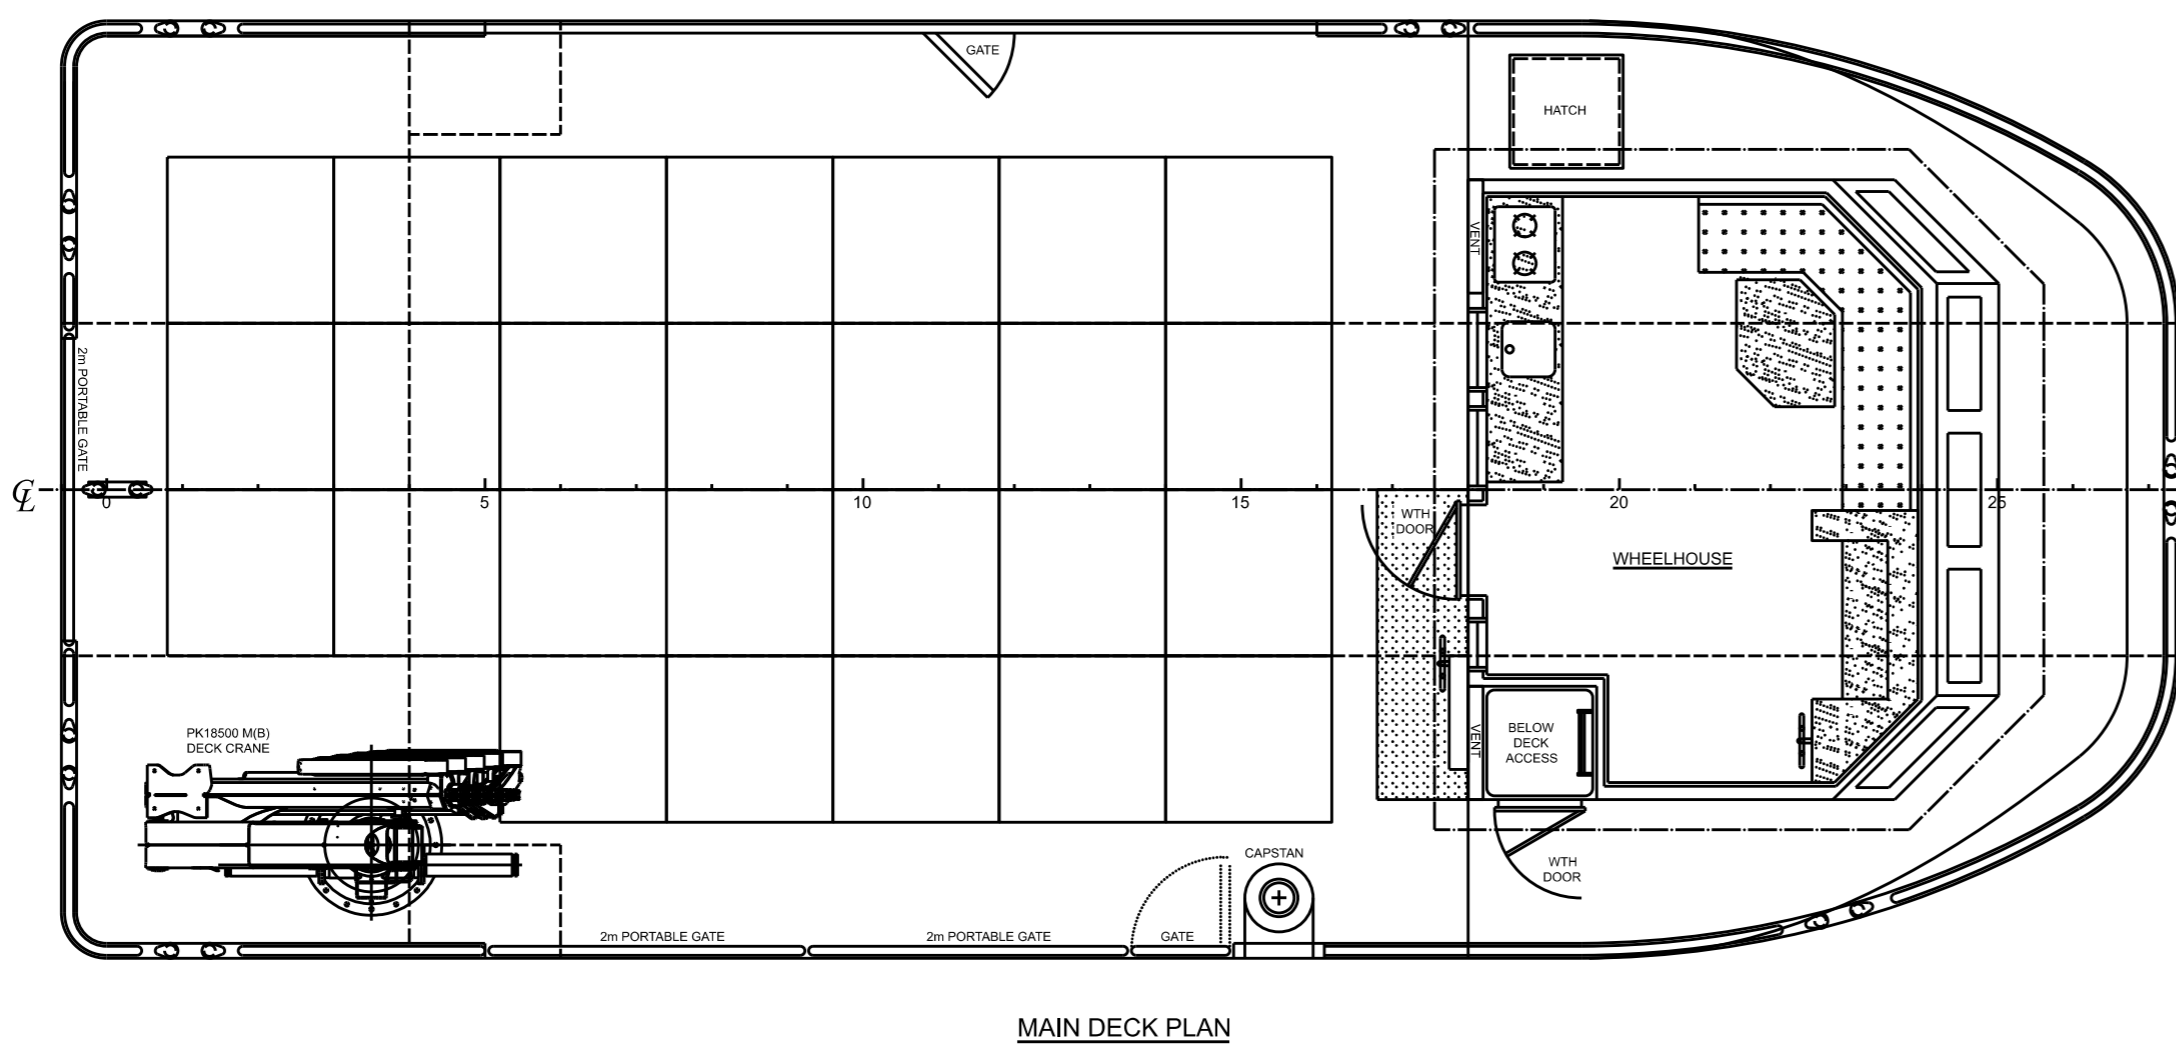 GATE
HATCH
VENT
2m PORTABLE GATE
℄
0
5
10
15
20
25
WTH
DOOR
WHEELHOUSE
PK18500 M(B)
DECK CRANE
VENT
BELOW
DECK
ACCESS
CAPSTAN
WTH
DOOR
2m PORTABLE GATE
2m PORTABLE GATE
GATE
MAIN DECK PLAN